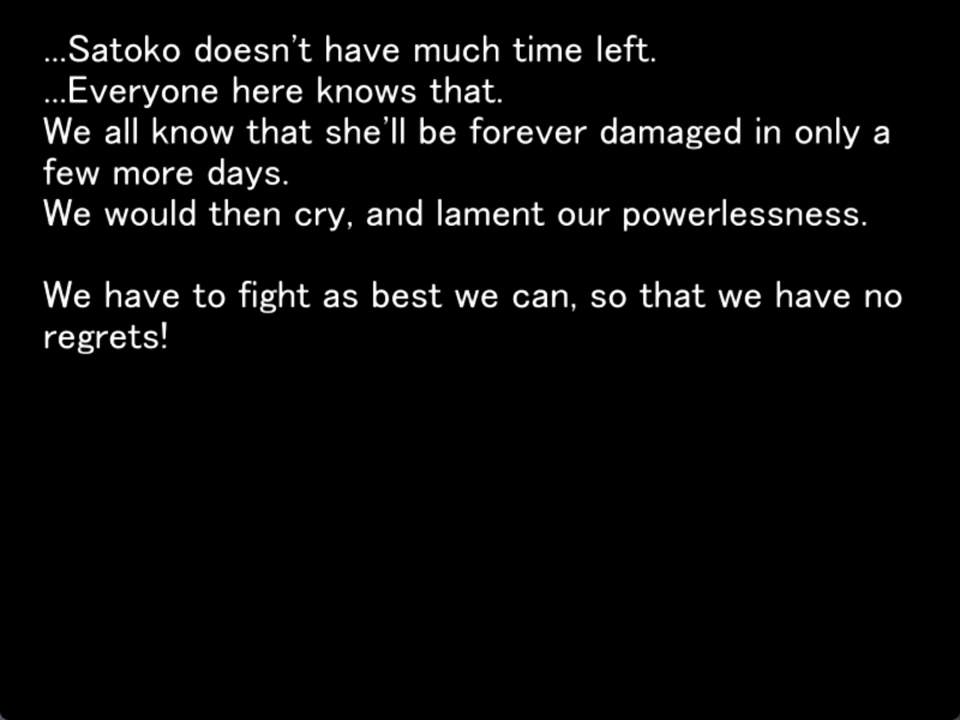 ...Satoko doesn't have much time left.
...Everyone here knows that.
We all know that she'll be forever damaged in only a
few more days.
We would then cry, and lament our powerlessness.
We have to fight as best we can, so that we have no
regrets!